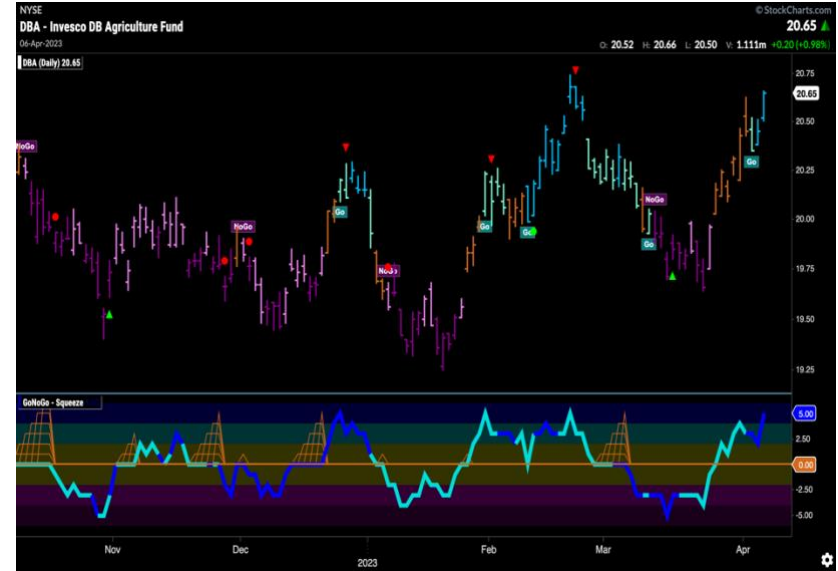 NYSE
© StockCharts.com
DBA - Invesco DB Agriculture Fund
20.65
06-Apr-2023
O: 20.52 H: 20.66 L: 20.50 V: 1.111m +0.20 (+0.98%)
DBA (Daily) 20.65
20.75
20.65
20.50
NoGo
Go
20.25
NoGo
Go
NoGo
Go
Go
Go
20.00
NoGo
19.75
19.50
19.25
GoNoGo - Squeeze
5.00
2.50
0.00
-2.50
-5.00
Nov
Dec
2023
Feb
Mar
Apr